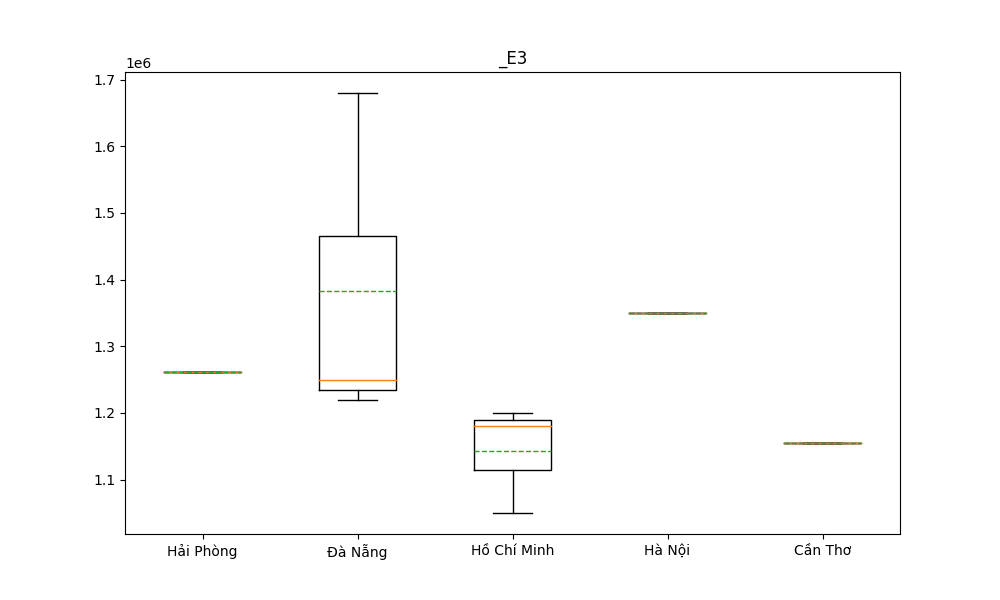 _E3
1e6
1.7
1.6
1.5
1.4
1.3
1.2
1.1
Hải Phòng
Đà Nẵng
Hồ Chí Minh
Hà Nội
Cần Thơ